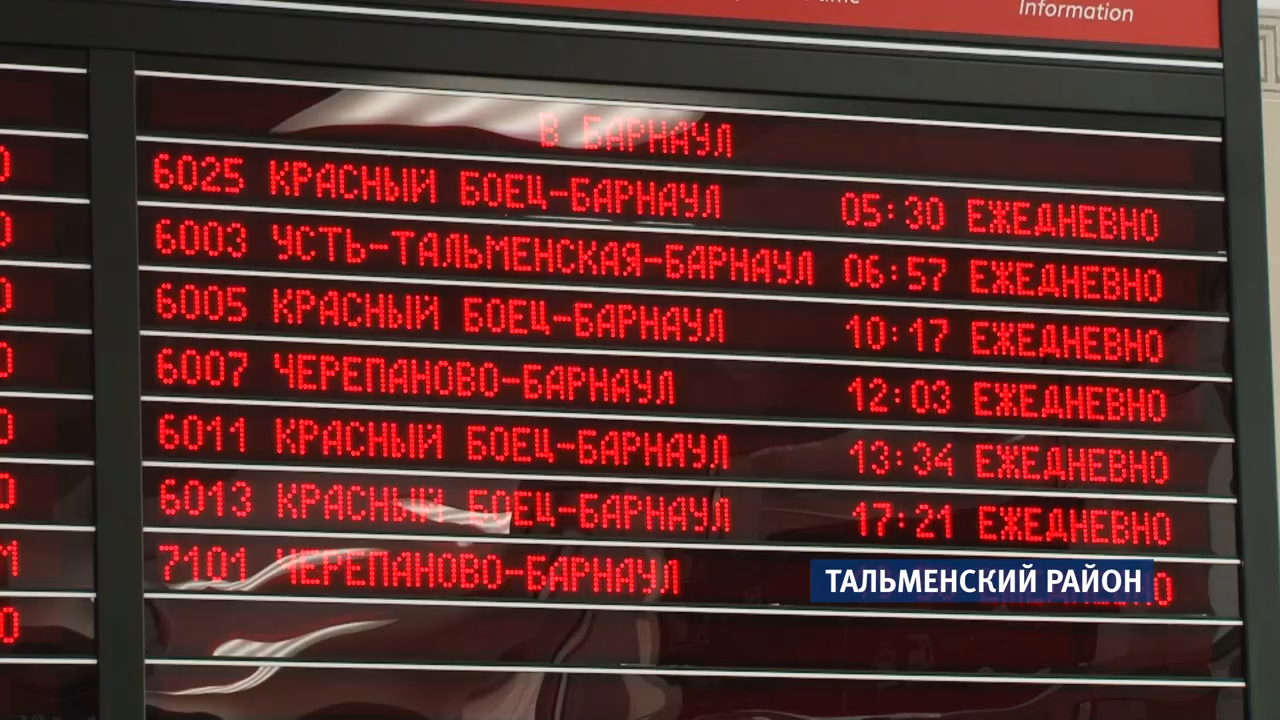 Information
В БАРНАУЛ
6025 КРАСНЫЙ БОЕЦ-БАРНАУЛ 05:30 ЕЖЕДНЕВНО
6003 УСТЬ-ТАЛЬМЕНСКАЯ-БАРНАУЛ 06:57 ЕЖЕДНЕВНО
6005 КРАСНЫЙ БОЕЦ-БАРНАУЛ 10:17 ЕЖЕДНЕВНО
6007 ЧЕРЕПАНОВО-БАРНАУЛ 12:03 ЕЖЕДНЕВНО
6011 КРАСНЫЙ БОЕЦ-БАРНАУЛ 13:34 ЕЖЕДНЕВНО
6013 КРАСНЫЙ БОЕЦ-БАРНАУЛ 17:21 ЕЖЕДНЕВНО
7101 ЧЕРЕПАНОВО-БАРНАУЛ
ТАЛЬМЕНСКИЙ РАЙОН